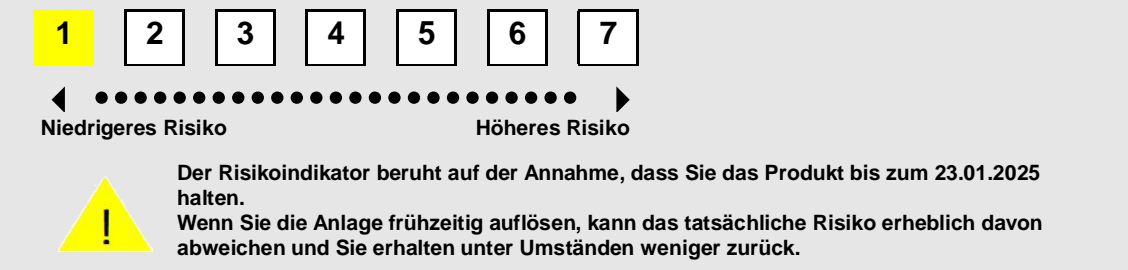 1 2 3 4 5 6 7
Niedrigeres Risiko Höheres Risiko
Der Risikoindikator beruht auf der Annahme, dass Sie das Produkt bis zum 23.01.2025
halten.
Wenn Sie die Anlage frühzeitig auflösen, kann das tatsächliche Risiko erheblich davon
abweichen und Sie erhalten unter Umständen weniger zurück.
!